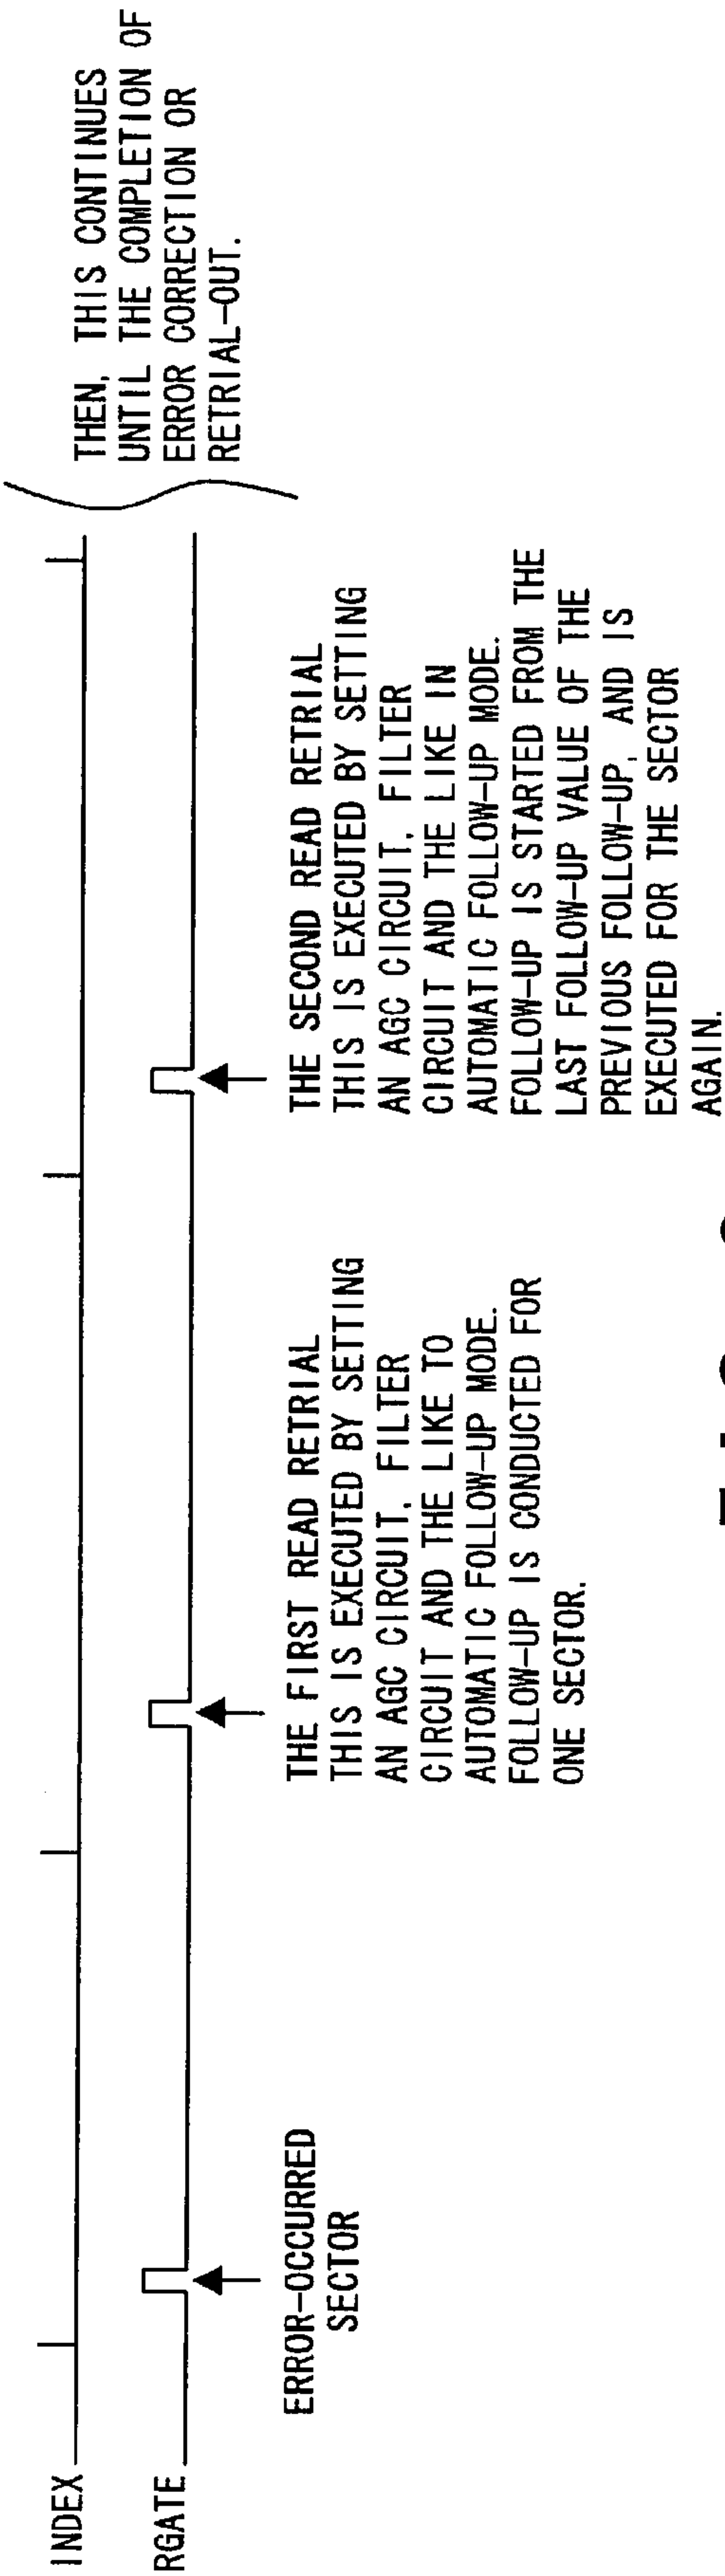 INDEX
RGATE
ERROR-OCCURRED
SECTOR
THE FIRST READ RETRIAL
THIS IS EXECUTED BY SETTING
AN AGC CIRCUIT, FILTER
CIRCUIT AND THE LIKE TO
AUTOMATIC FOLLOW-UP MODE.
FOLLOW-UP IS CONDUCTED FOR
ONE SECTOR.
THE SECOND READ RETRIAL
THIS IS EXECUTED BY SETTING
AN AGC CIRCUIT, FILTER
CIRCUIT AND THE LIKE IN
AUTOMATIC FOLLOW-UP MODE.
FOLLOW-UP IS STARTED FROM THE
LAST FOLLOW-UP VALUE OF THE
PREVIOUS FOLLOW-UP, AND IS
EXECUTED FOR THE SECTOR
AGAIN.
THEN, THIS CONTINUES
UNTIL THE COMPLETION OF
ERROR CORRECTION OR
RETRIAL-OUT.